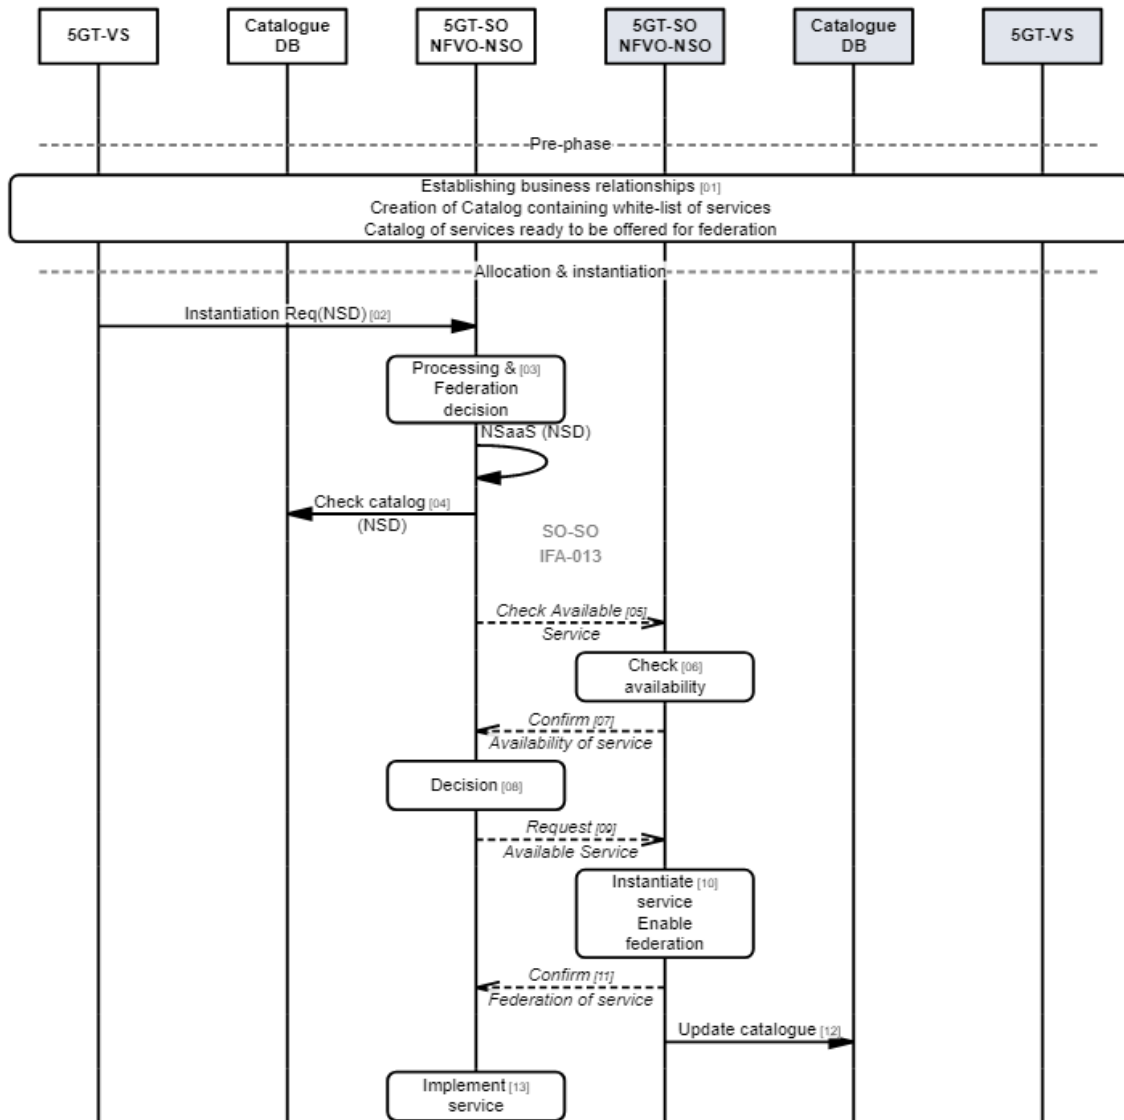 5GT-VS
Catalogue
DB
5GT-SO
NFVO-NSO
5GT-SO
NFVO-NSO
Catalogue
DB
5GT-VS
Pre-phase
Establishing business relationships [01]
Creation of Catalog containing white-list of services
Catalog of services ready to be offered for federation
Allocation & instantiation
Instantiation Req(NSD) [02]
Processing & [03]
Federation
decision
NSaaS (NSD)
Check catalog [04]
(NSD)
SO-SO
IFA-013
Check Available [05]
Service
Check [06]
availability
Confirm [07]
Availability of service
Decision [08]
Request [09]
Available Service
Instantiate [10]
service
Enable
federation
Confirm [11]
Federation of service
Update catalogue [12]
Implement [13]
service